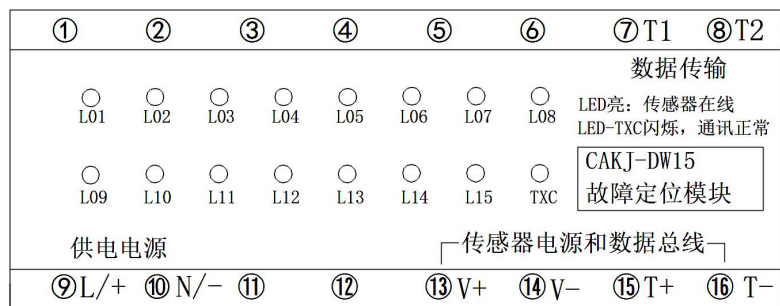 ① ② ③ ④ ⑤ ⑥ ⑦T1 ⑧T2
数据传输
L01 L02 L03 L04 L05 L06 L07 L08
LED亮：传感器在线
LED-TXC闪烁，通讯正常
CAKJ-DW15
故障定位模块
L09 L10 L11 L12 L13 L14 L15 TXC
供电电源
传感器电源和数据总线
⑨L/+ ⑩N/- ⑪ ⑫ ⑬V+ ⑭V- ⑮T+ ⑯T-